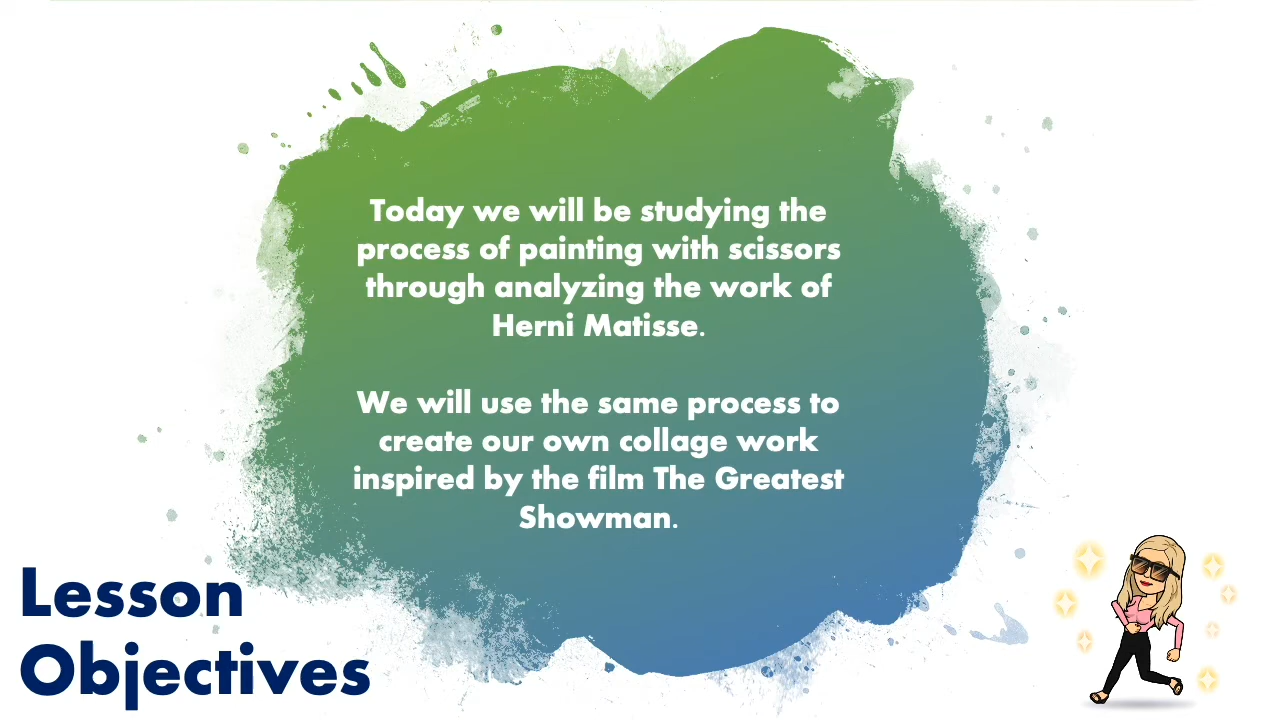 Today we will be studying the
process of painting with scissors
through analyzing the work of
Herni Matisse.
We will use the same process to
create our own collage work
inspired by the film The Greatest
Showman.
Lesson
Objectives